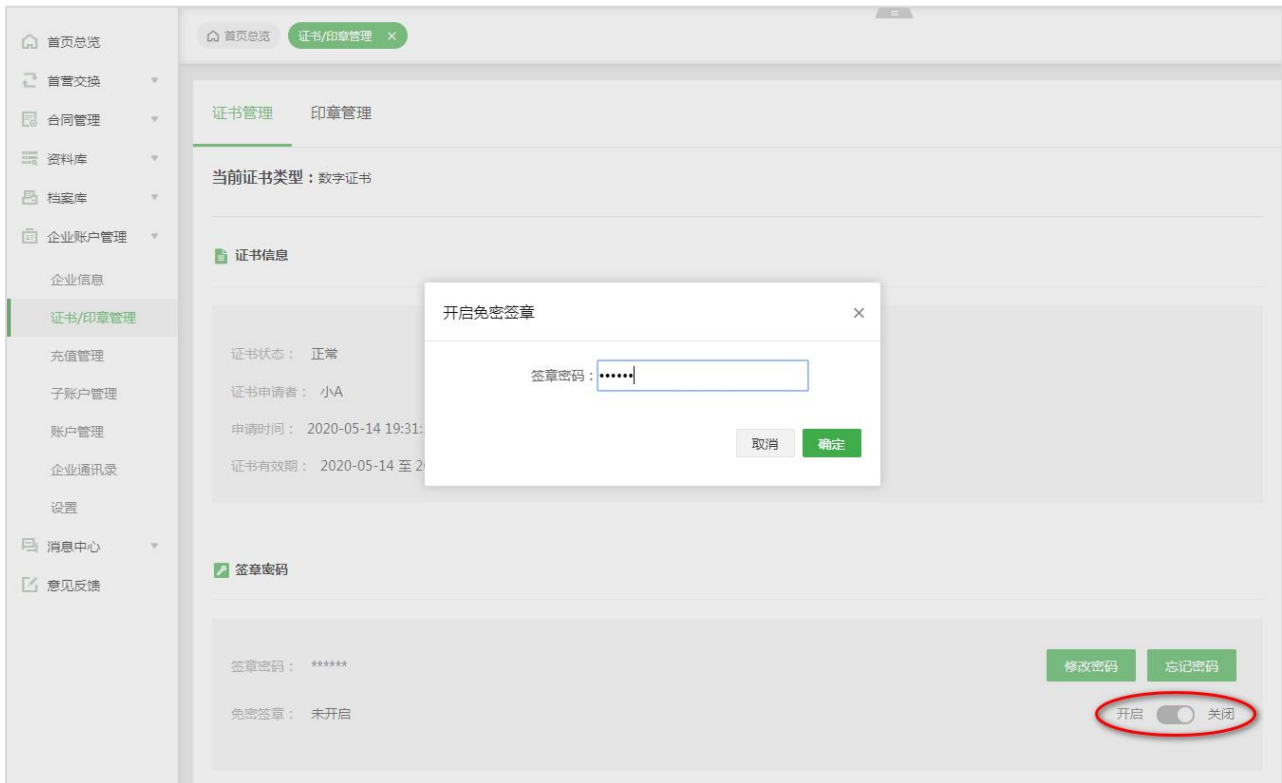 首页总览
首营交换
合同管理
资料库
档案库
企业账户管理
企业信息
证书/印章管理
充值管理
子账户管理
账户管理
企业通讯录
设置
消息中心
意见反馈
首页总览 证书/印章管理 ×
证书管理 印章管理
当前证书类型：数字证书
证书信息
证书状态： 正常
证书申请者： 小A
申请时间： 2020-05-14 19:31:
证书有效期： 2020-05-14 至 2
开启免密签章 ×
签章密码：••••••
取消 确定
签章密码
签章密码： ******
修改密码 忘记密码
免密签章： 未开启
开启 关闭